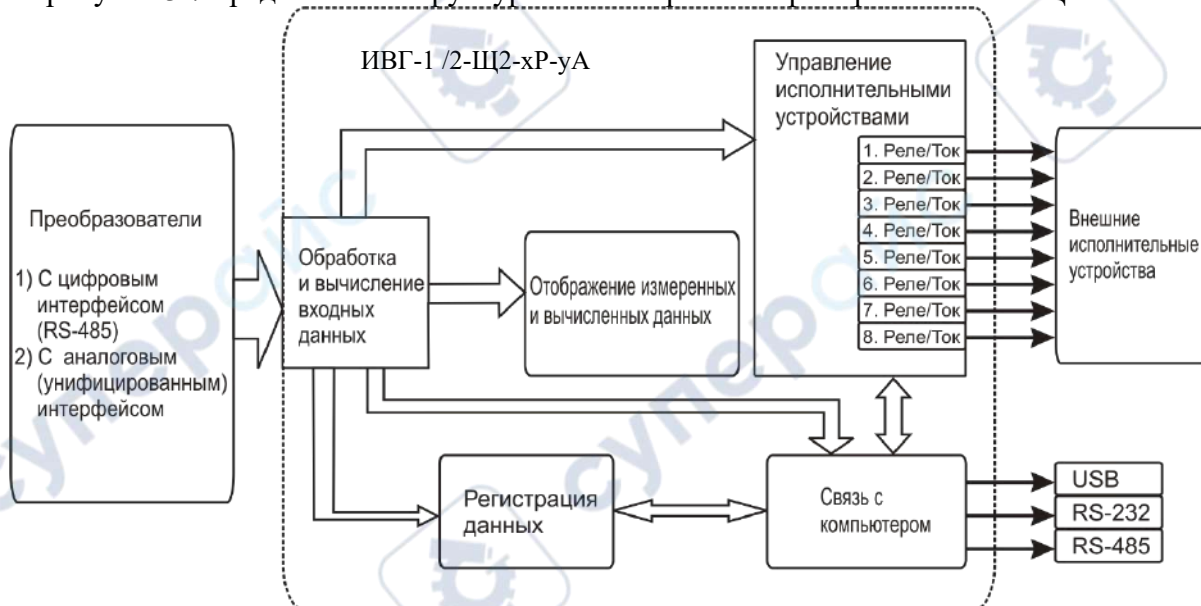 ИВГ-1 /2-Щ2-хР-уА
Преобразователи
1) С цифровым
интерфейсом
(RS-485)
2) С аналоговым
(унифицированным)
интерфейсом
Обработка
и вычисление
входных
данных
Отображение измеренных
и вычисленных данных
Управление
исполнительными
устройствами
1. Реле/Ток
2. Реле/Ток
3. Реле/Ток
4. Реле/Ток
5. Реле/Ток
6. Реле/Ток
7. Реле/Ток
8. Реле/Ток
Внешние
исполнительные
устройства
Регистрация
данных
Связь с
компьютером
USB
RS-232
RS-485
суперайс
суперайс